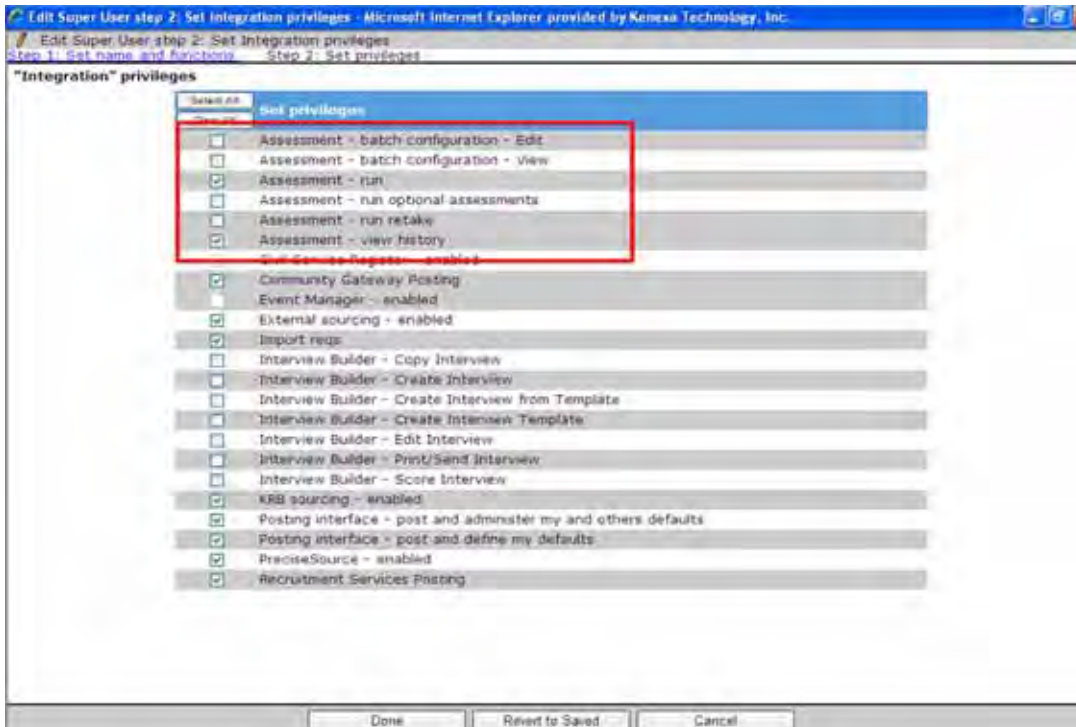 Edit Super User step 2: Set Integration privileges - Microsoft Internet Explorer provided by Kenexa Technology, Inc.
Edit Super User step 2: Set Integration privileges
Step 1: Set name and functions Step 2: Set privileges
"Integration" privileges
Select All
Set privileges
Clear All
Assessment - batch configuration - Edit
Assessment - batch configuration - View
Assessment - run
Assessment - run optional assessments
Assessment - run retake
Assessment - view history
Civil Service Register - enabled
Community Gateway Posting
Event Manager - enabled
External sourcing - enabled
Import reqs
Interview Builder - Copy Interview
Interview Builder - Create Interview
Interview Builder - Create Interview from Template
Interview Builder - Create Interview Template
Interview Builder - Edit Interview
Interview Builder - Print/Send Interview
Interview Builder - Score Interview
KRB sourcing - enabled
Posting interface - post and administer my and others defaults
Posting interface - post and define my defaults
PreciseSource - enabled
Recruitment Services Posting
Done Revert to Saved Cancel